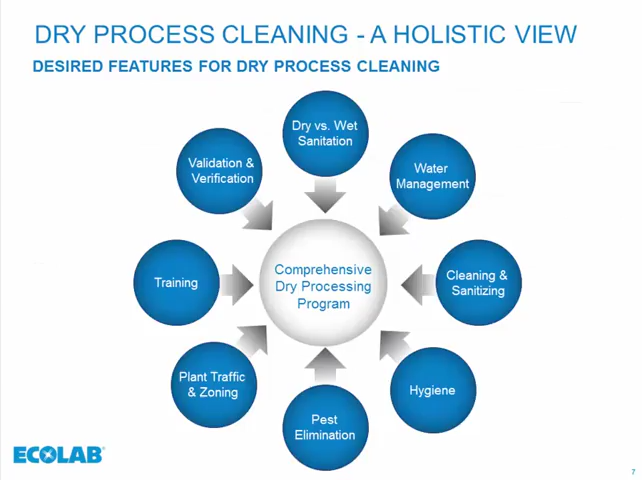 DRY PROCESS CLEANING - A HOLISTIC VIEW
DESIRED FEATURES FOR DRY PROCESS CLEANING
Dry vs. Wet
Sanitation
Validation &
Verification
Water
Management
Training
Comprehensive
Dry Processing
Program
Cleaning &
Sanitizing
Plant Traffic
& Zoning
Hygiene
Pest
Elimination
ECOLAB®
7